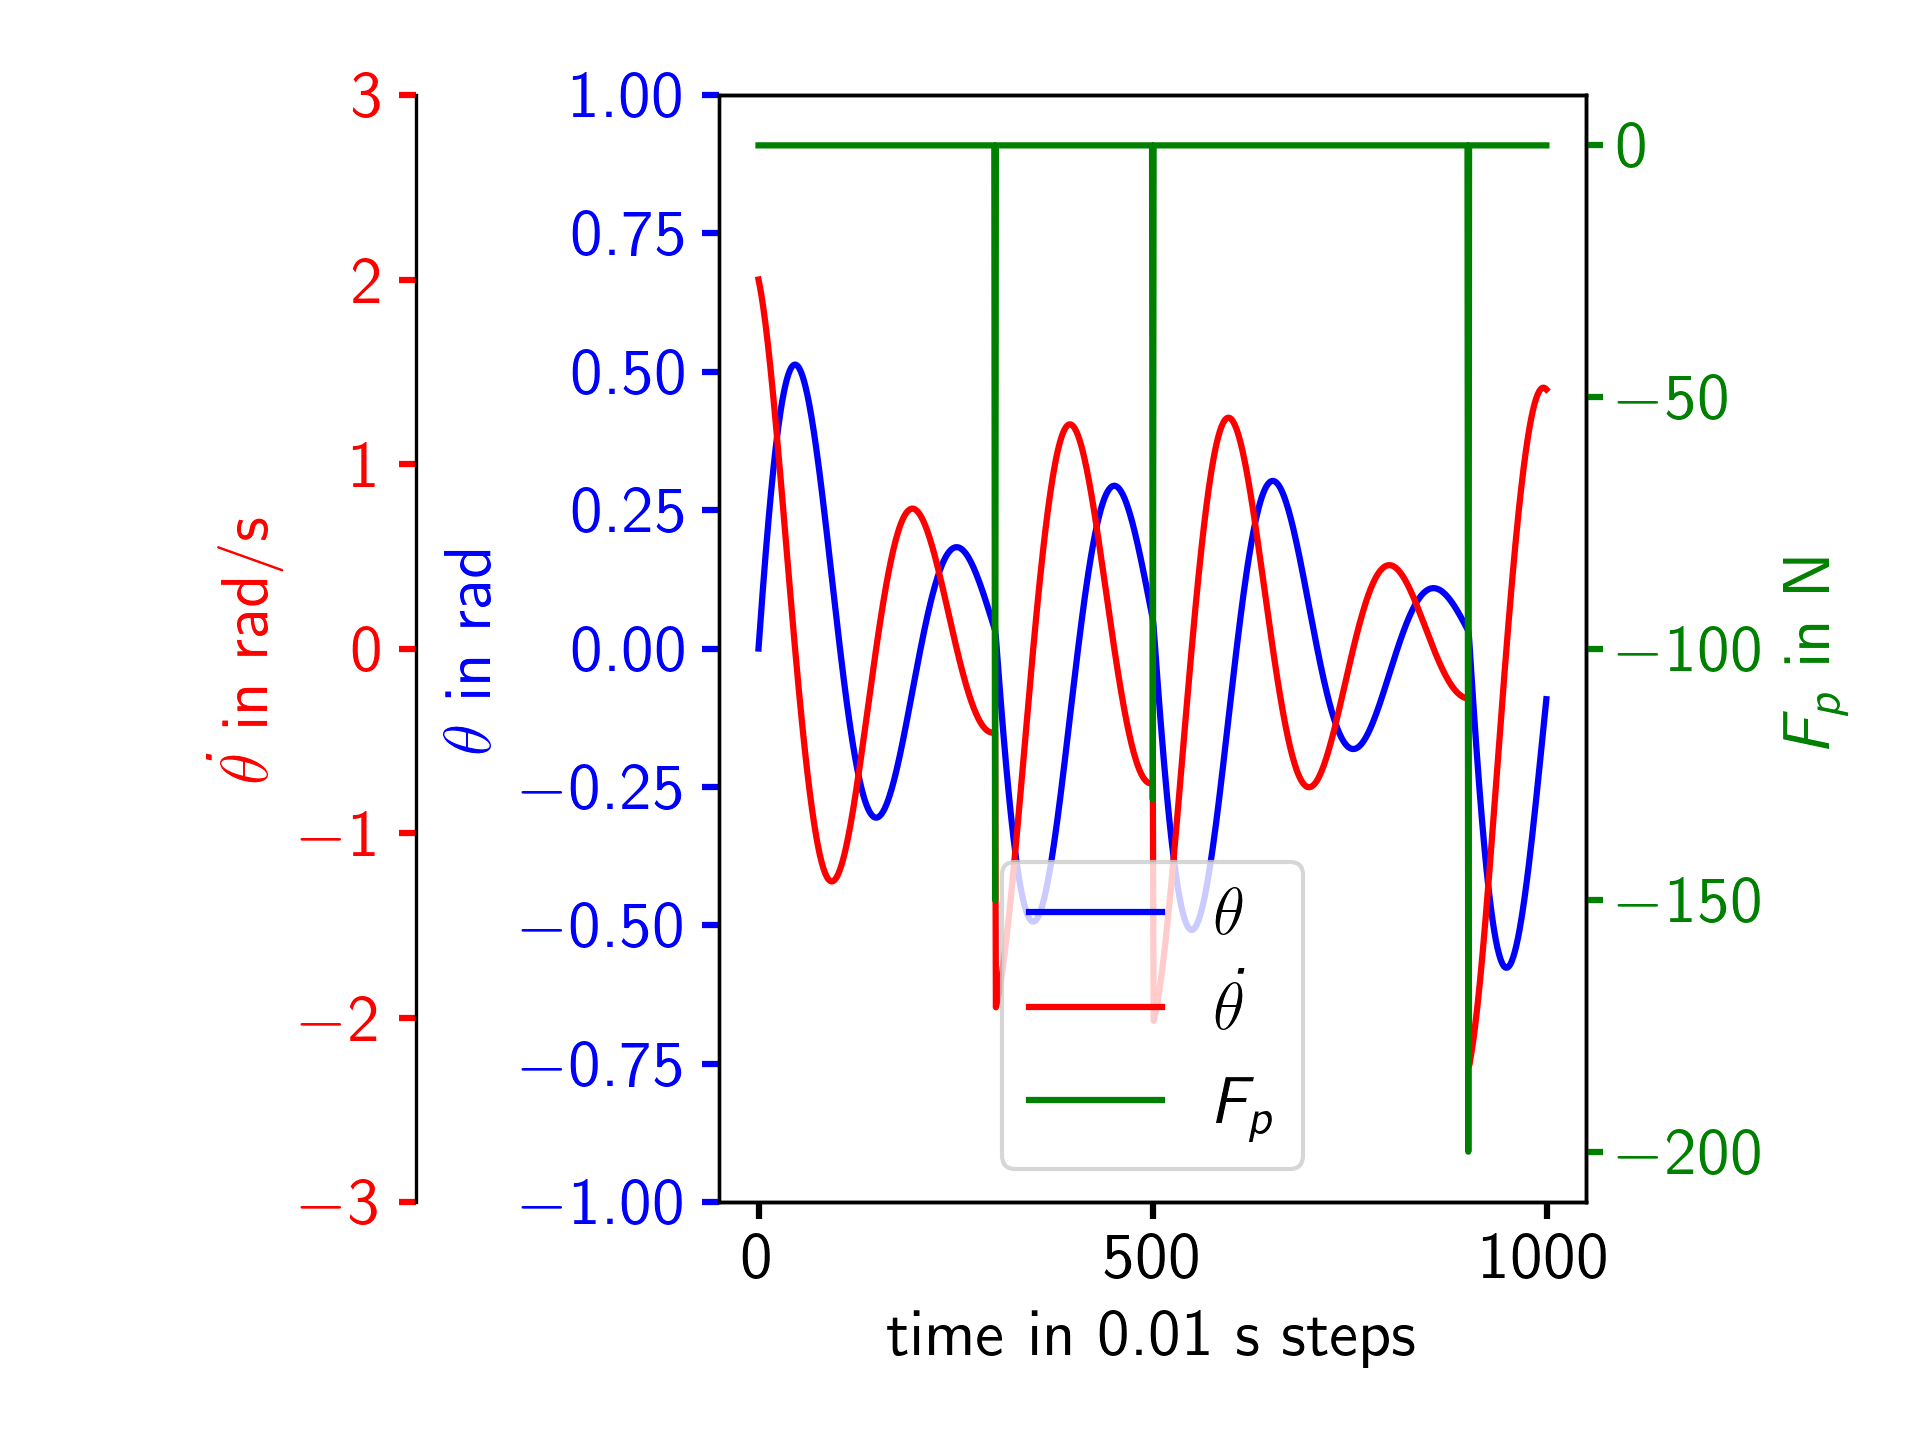 3
2
1
0
−1
−2
−3
θ̇ in rad/s
1.00
0.75
0.50
0.25
0.00
−0.25
−0.50
−0.75
−1.00
θ in rad
0
−50
−100
−150
−200
F_p in N
θ
θ̇
F_p
0 500 1000
time in 0.01 s steps